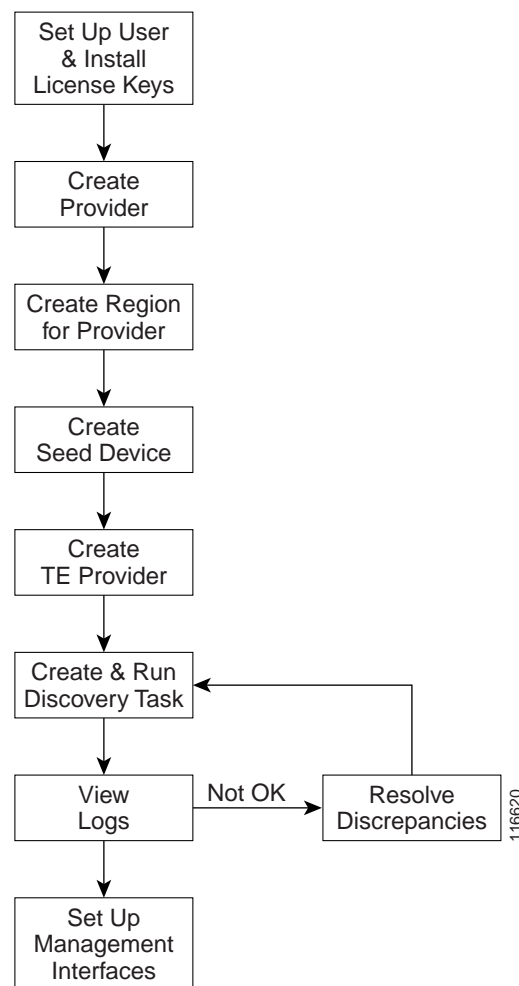 Set Up User
& Install
License Keys
Create
Provider
Create Region
for Provider
Create
Seed Device
Create
TE Provider
Create & Run
Discovery Task
View
Logs
Not OK
Resolve
Discrepancies
116620
Set Up
Management
Interfaces